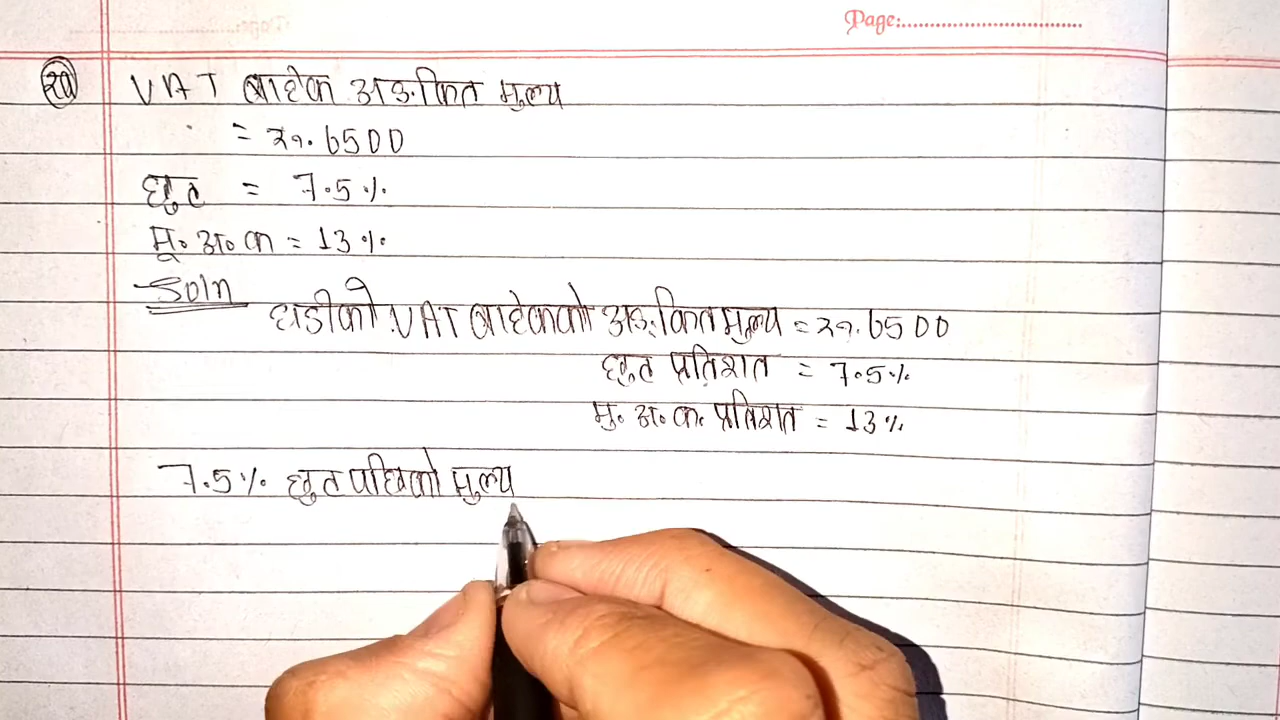 Page:
२७ VAT बाहेक अङ्कित मुल्य
= रु. 6500
छुट = 7.5%
मू. अ. क = 13%
Soln
घडीको VAT बाहेकको अङ्कित मुल्य = रु. 6500
छुट प्रतिशत = 7.5%
मु. अ. क. प्रतिशत = 13%
7.5% छुट पछिको मुल्य